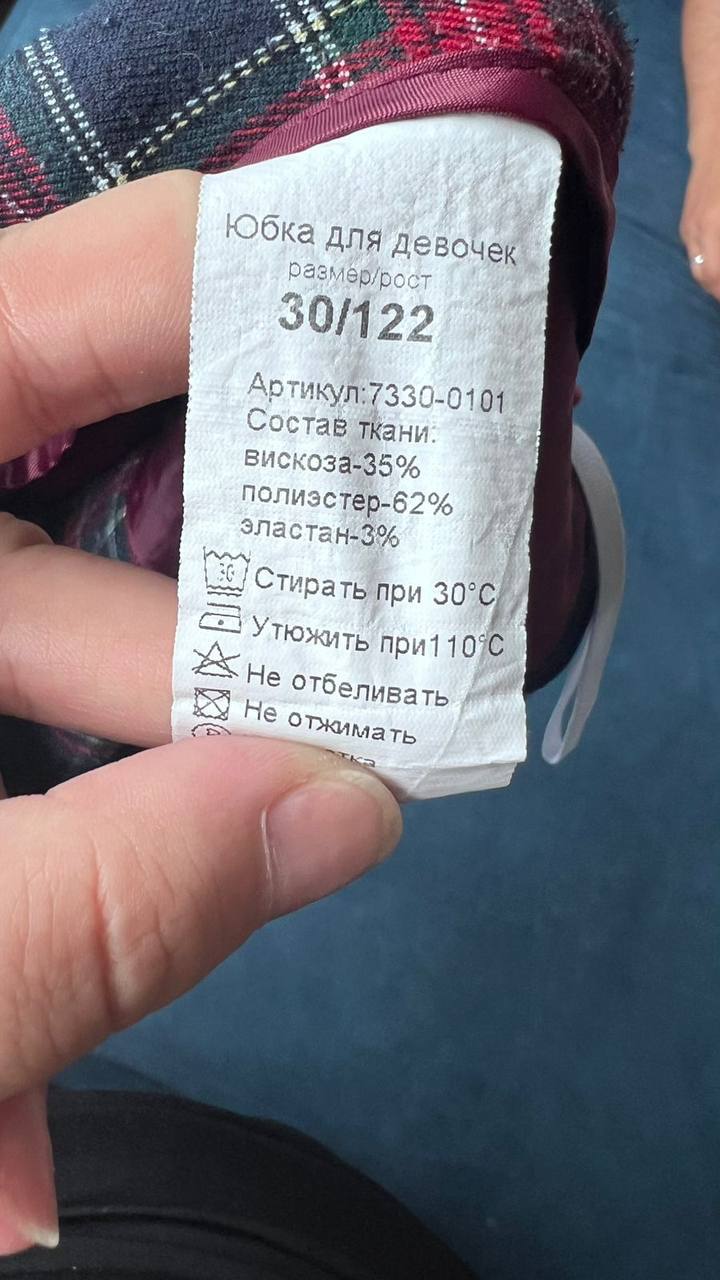 Юбка для девочек
размер/рост
30/122
Артикул:7330-0101
Состав ткани:
вискоза-35%
полиэстер-62%
эластан-3%
30 Стирать при 30°C
Утюжить при110°C
Не отбеливать
Не отжимать